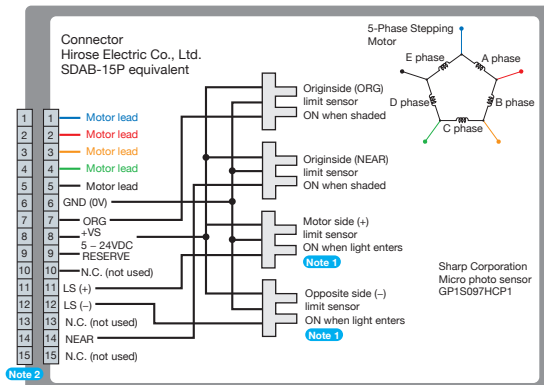 Connector
Hirose Electric Co., Ltd.
SDAB-15P equivalent
5-Phase Stepping
Motor
E phase
A phase
D phase
B phase
C phase
1 1 Motor lead
2 2 Motor lead
3 3 Motor lead
4 4 Motor lead
5 5 Motor lead
6 6 GND (0V)
7 7 ORG
8 8 +VS
5 – 24VDC
9 9 RESERVE
10 10 N.C. (not used)
11 11 LS (+)
12 12 LS (–)
13 13 N.C. (not used)
14 14 NEAR
15 15 N.C. (not used)
Note 2
Originside (ORG)
limit sensor
ON when shaded
Originside (NEAR)
limit sensor
ON when shaded
Motor side (+)
limit sensor
ON when light enters
Note 1
Opposite side (–)
limit sensor
ON when light enters
Note 1
Sharp Corporation
Micro photo sensor
GP1S097HCP1